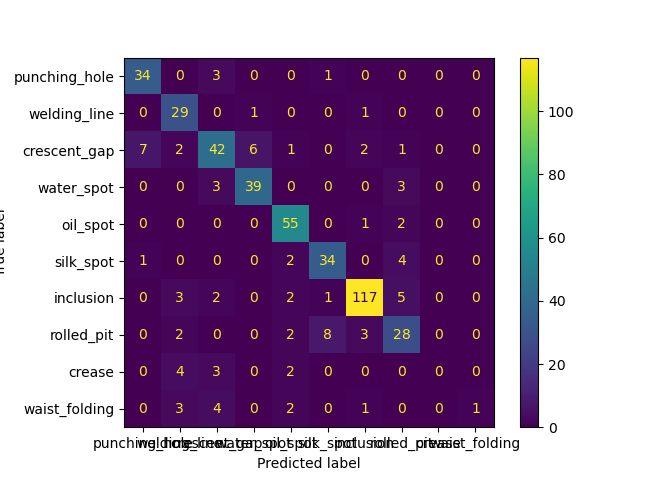 punching_hole 34 0 3 0 0 1 0 0 0 0
welding_line 0 29 0 1 0 0 1 0 0 0
crescent_gap 7 2 42 6 1 0 2 1 0 0
water_spot 0 0 3 39 0 0 0 3 0 0
oil_spot 0 0 0 0 55 0 1 2 0 0
silk_spot 1 0 0 0 2 34 0 4 0 0
inclusion 0 3 2 0 2 1 117 5 0 0
rolled_pit 0 2 0 0 2 8 3 28 0 0
crease 0 4 3 0 2 0 0 0 0 0
waist_folding 0 3 4 0 2 0 1 0 0 1
Predicted label
100
80
60
40
20
0